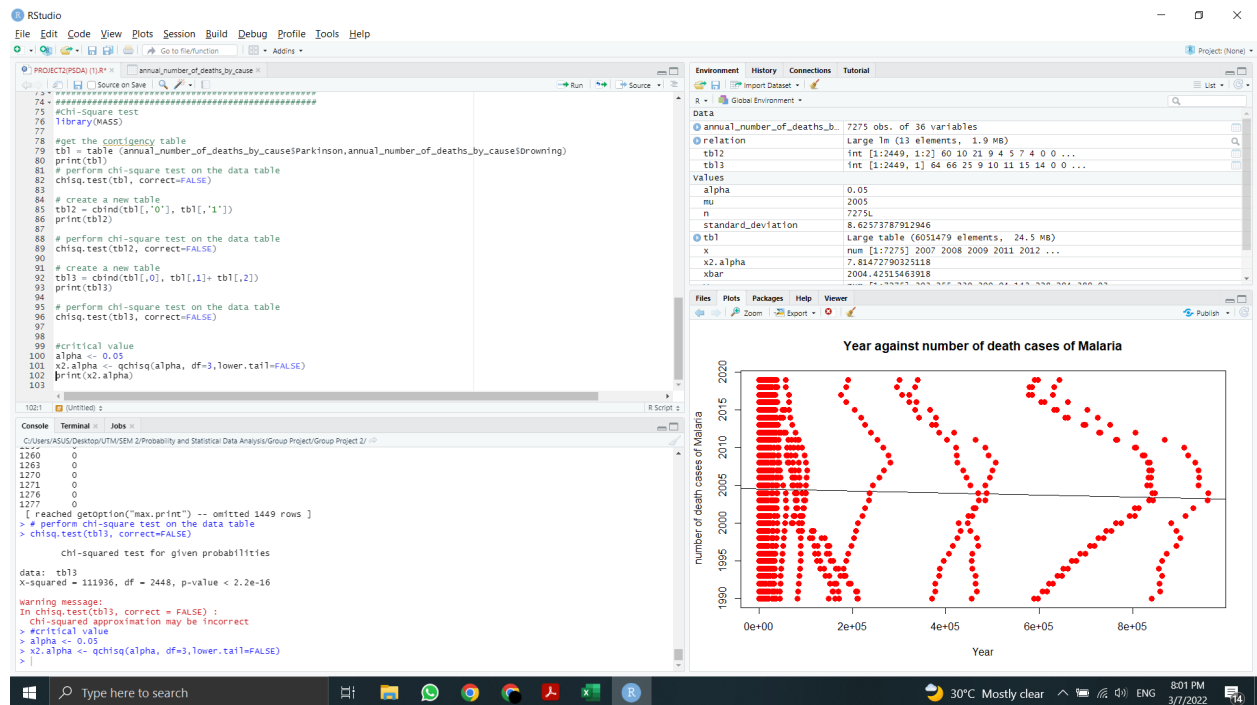 RStudio
File Edit Code View Plots Session Build Debug Profile Tools Help
Go to file/function Addins
Project: (None)
PROJECT2(PSDA) (1).R* annual_number_of_deaths_by_cause
Source on Save Run Source
73 ##################################################
74 ##################################################
75 #Chi-Square test
76 library(MASS)
77
78 #get the contigency table
79 tbl = table (annual_number_of_deaths_by_cause$Parkinson,annual_number_of_deaths_by_cause$Drowning)
80 print(tbl)
81 # perform chi-square test on the data table
82 chisq.test(tbl, correct=FALSE)
83
84 # create a new table
85 tbl2 = cbind(tbl[,'0'], tbl[,'1'])
86 print(tbl2)
87
88 # perform chi-square test on the data table
89 chisq.test(tbl2, correct=FALSE)
90
91 # create a new table
92 tbl3 = cbind(tbl[,0], tbl[,1]+ tbl[,2])
93 print(tbl3)
94
95 # perform chi-square test on the data table
96 chisq.test(tbl3, correct=FALSE)
97
98
99 #critical value
100 alpha <- 0.05
101 x2.alpha <- qchisq(alpha, df=3,lower.tail=FALSE)
102 print(x2.alpha)
103
102:1 (Untitled) R Script
Console Terminal Jobs
C:/Users/ASUS/Desktop/UTM/SEM 2/Probability and Statistical Data Analysis/Group Project/Group Project 2/
1260 0
1263 0
1270 0
1271 0
1276 0
1277 0
[ reached getOption("max.print") -- omitted 1449 rows ]
> # perform chi-square test on the data table
> chisq.test(tbl3, correct=FALSE)
Chi-squared test for given probabilities
data: tbl3
X-squared = 111936, df = 2448, p-value < 2.2e-16
Warning message:
In chisq.test(tbl3, correct = FALSE) :
Chi-squared approximation may be incorrect
> #critical value
> alpha <- 0.05
> x2.alpha <- qchisq(alpha, df=3,lower.tail=FALSE)
>
Environment History Connections Tutorial
Import Dataset List
R Global Environment
Data
annual_number_of_deaths_b… 7275 obs. of 36 variables
relation Large lm (13 elements, 1.9 MB)
tbl2 int [1:2449, 1:2] 60 10 21 9 4 5 7 4 0 0 ...
tbl3 int [1:2449, 1] 64 66 25 9 10 11 15 14 0 0 ...
Values
alpha 0.05
mu 2005
n 7275L
standard_deviation 8.62573787912946
tbl Large table (6051479 elements, 24.5 MB)
x num [1:7275] 2007 2008 2009 2011 2012 ...
x2.alpha 7.81472790325118
xbar 2004.42515463918
Files Plots Packages Help Viewer
Zoom Export Publish
Year against number of death cases of Malaria
number of death cases of Malaria
2020
2015
2010
2005
2000
1995
1990
0e+00 2e+05 4e+05 6e+05 8e+05
Year
Type here to search
30°C Mostly clear ENG 8:01 PM
3/7/2022
14